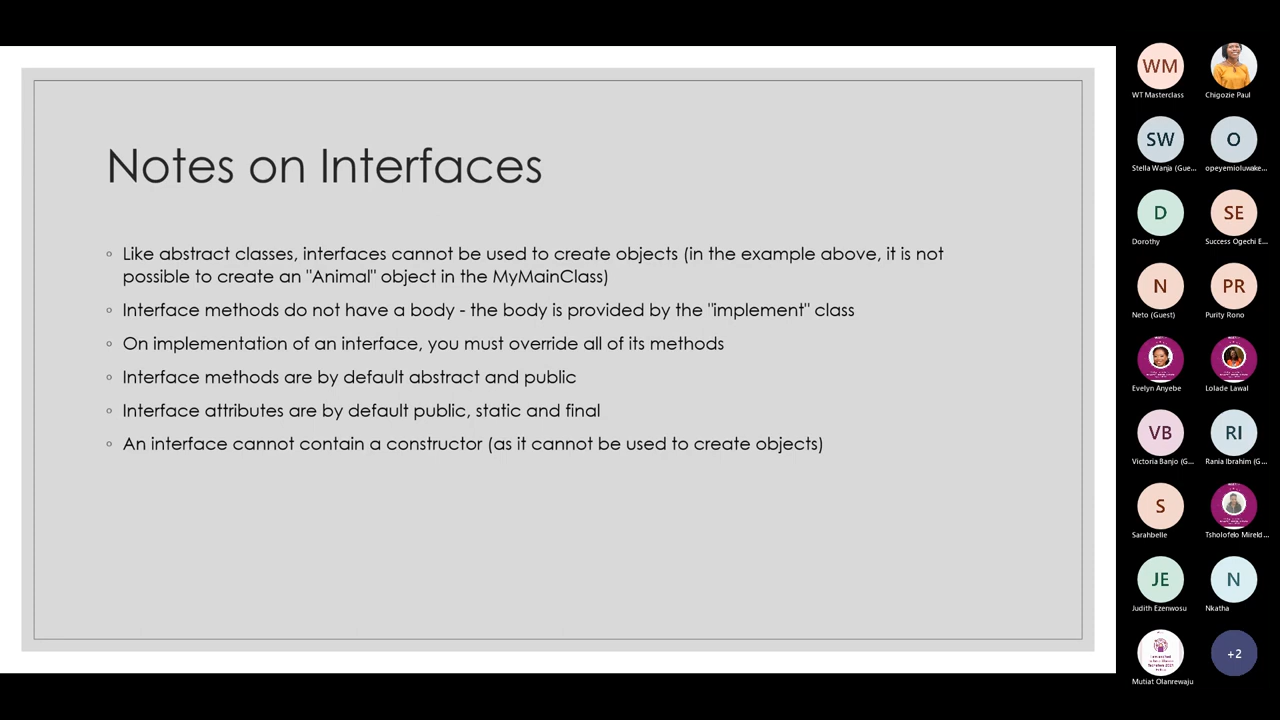 Notes on Interfaces
◦ Like abstract classes, interfaces cannot be used to create objects (in the example above, it is not
possible to create an "Animal" object in the MyMainClass)
◦ Interface methods do not have a body - the body is provided by the "implement" class
◦ On implementation of an interface, you must override all of its methods
◦ Interface methods are by default abstract and public
◦ Interface attributes are by default public, static and final
◦ An interface cannot contain a constructor (as it cannot be used to create objects)
WM
WT Masterclass
Chigozie Paul
SW
Stella Wanja (Gue...
O
opeyemioluwake...
D
Dorothy
SE
Success Ogechi E...
N
Neto (Guest)
PR
Purity Rono
Evelyn Anyebe
Lolade Lawal
VB
Victoria Banjo (G...
RI
Rania Ibrahim (G...
S
Sarahbelle
Tsholofelo Mireld...
JE
Judith Ezenwosu
N
Nkatha
Mutiat Olanrewaju
+2